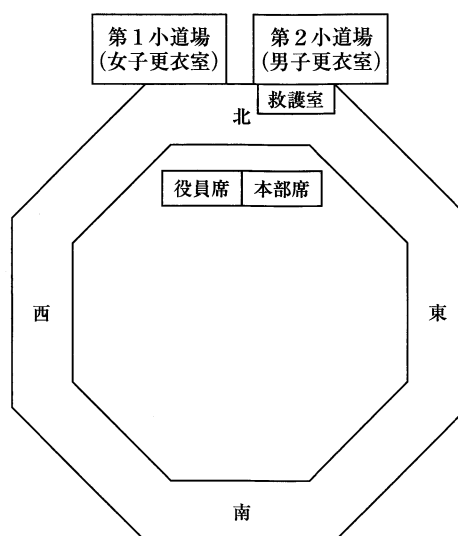 第1小道場
(女子更衣室)
第2小道場
(男子更衣室)
救護室
北
役員席
本部席
西
東
南